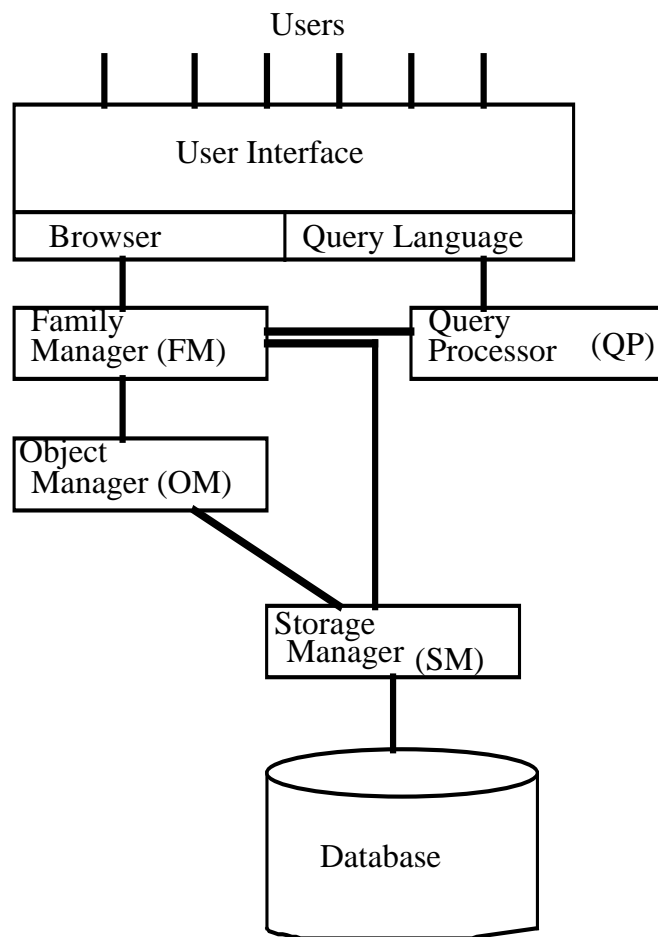 Users
User Interface
Browser
Query Language
Family
Manager (FM)
Query
Processor (QP)
Object
Manager (OM)
Storage
Manager (SM)
Database